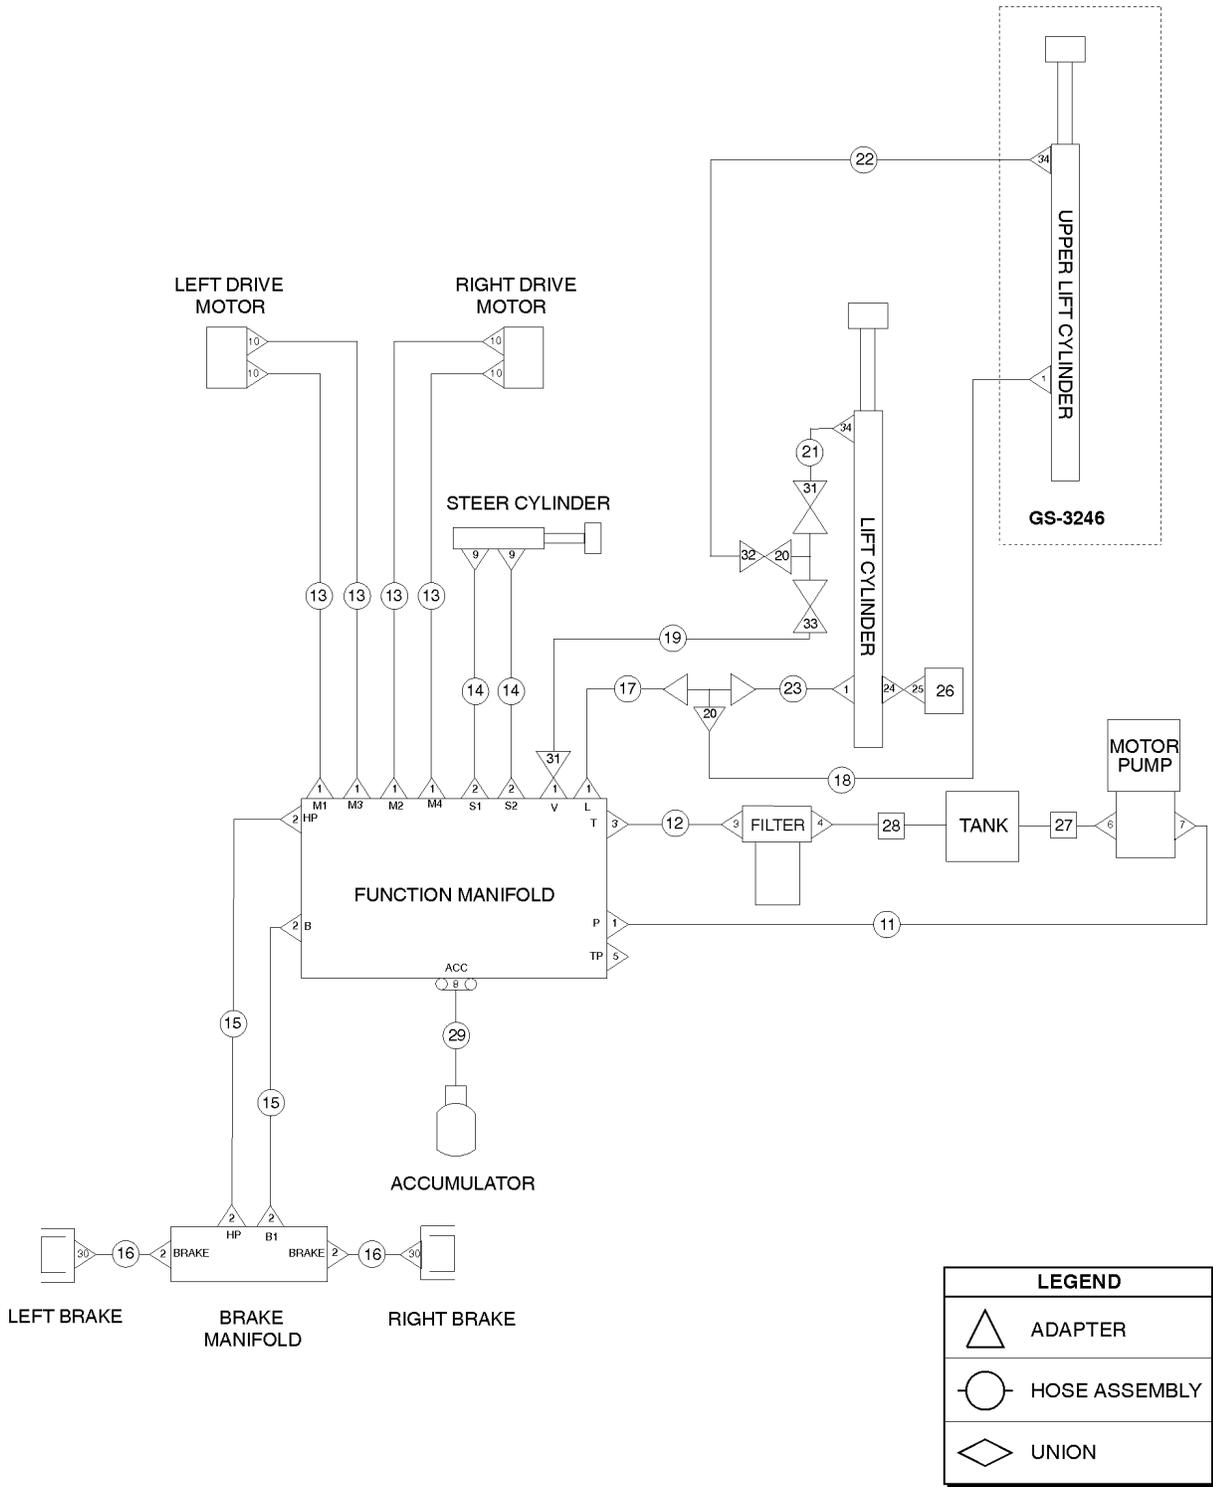 22
34
UPPER LIFT CYLINDER
1
GS-3246
LEFT DRIVE
MOTOR
RIGHT DRIVE
MOTOR
10
10
10
10
34
21
31
STEER CYLINDER
9
9
32
20
33
LIFT CYLINDER
13
13
13
13
19
14
14
17
23
1
24
25
26
20
31
18
MOTOR
PUMP
1
1
1
1
2
2
1
1
M1
M3
M2
M4
S1
S2
V
L
2
HP
T
3
12
3
FILTER
4
28
TANK
27
6
7
FUNCTION MANIFOLD
2
B
P
1
11
TP
5
ACC
8
15
29
15
ACCUMULATOR
2
2
HP
B1
30
16
2
BRAKE
BRAKE
2
16
30
LEFT BRAKE
BRAKE
MANIFOLD
RIGHT BRAKE
LEGEND
ADAPTER
HOSE ASSEMBLY
UNION